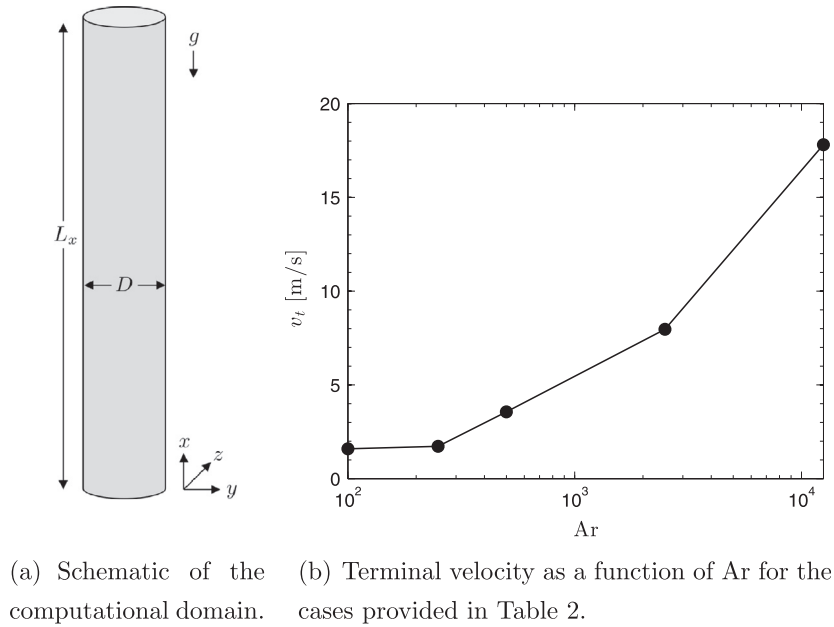 g
L_x
D
x
z
y
20
15
10
5
0
v_t [m/s]
10^2
10^3
10^4
Ar
(a) Schematic of the
computational domain.
(b) Terminal velocity as a function of Ar for the
cases provided in Table 2.